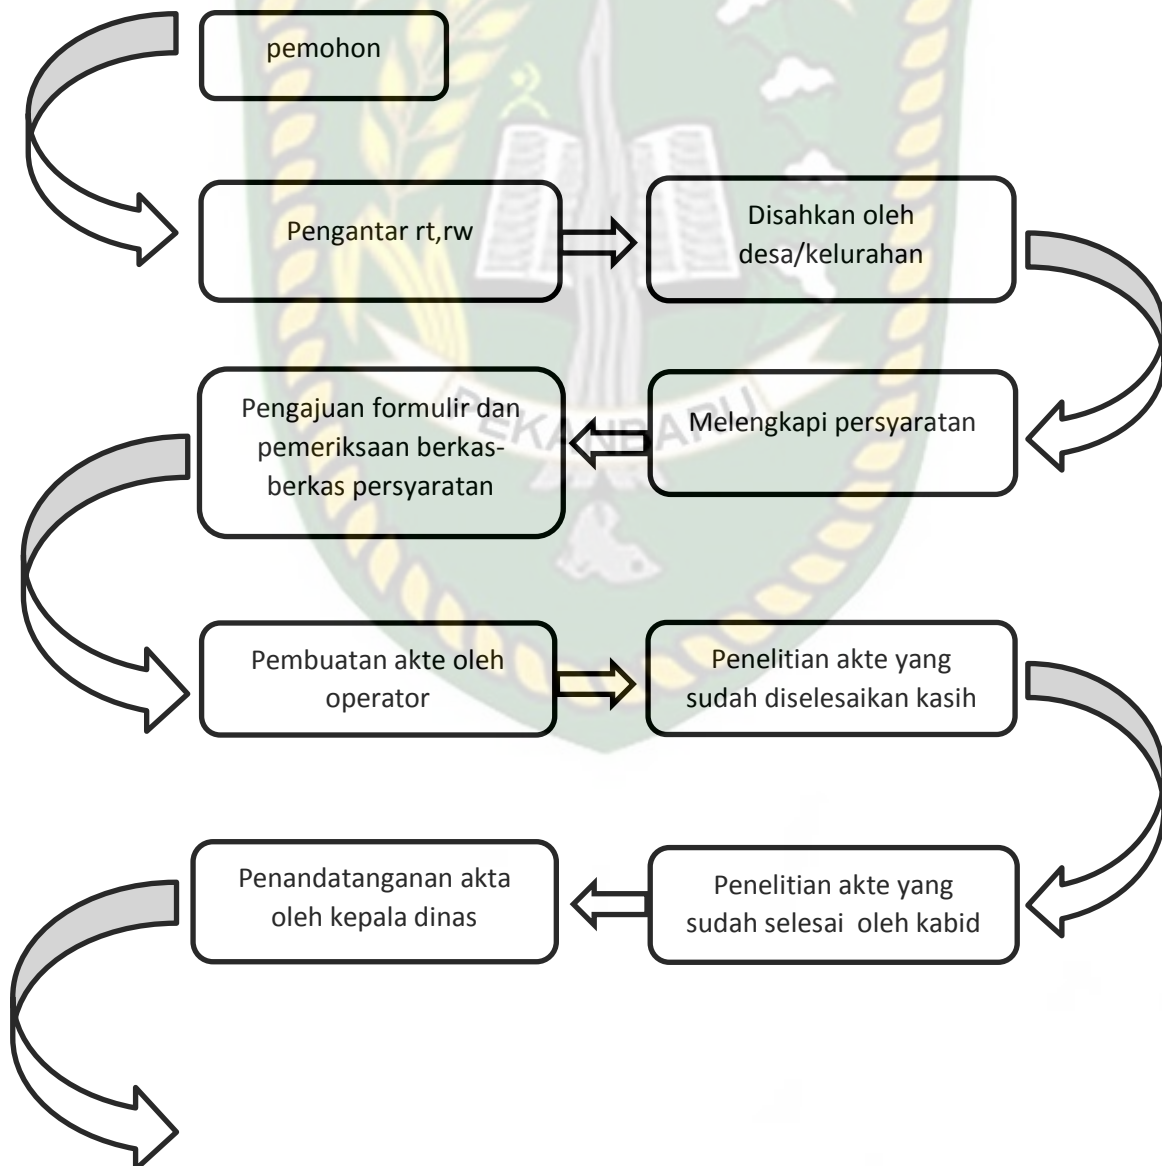 pemohon
Pengantar rt,rw
Disahkan oleh
desa/kelurahan
Pengajuan formulir dan
pemeriksaan berkas-
berkas persyaratan
Melengkapi persyaratan
PEKANBARU
Pembuatan akte oleh
operator
Penelitian akte yang
sudah diselesaikan kasih
Penandatanganan akta
oleh kepala dinas
Penelitian akte yang
sudah selesai  oleh kabid